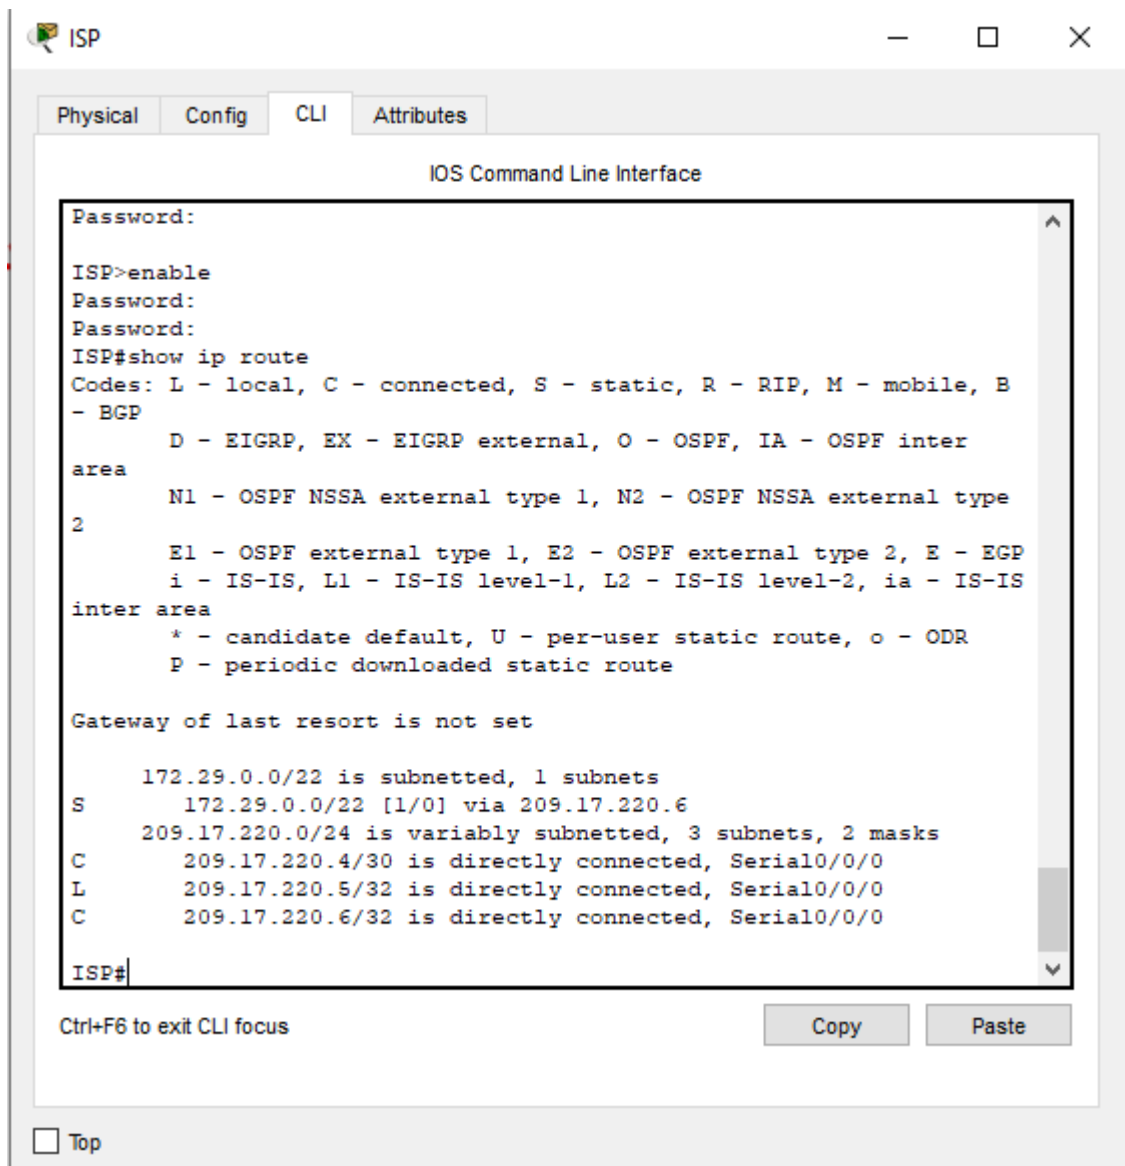 ISP
Physical Config CLI Attributes
IOS Command Line Interface
Password:
ISP>enable
Password:
Password:
ISP#show ip route
Codes: L - local, C - connected, S - static, R - RIP, M - mobile, B
- BGP
D - EIGRP, EX - EIGRP external, O - OSPF, IA - OSPF inter
area
N1 - OSPF NSSA external type 1, N2 - OSPF NSSA external type
2
E1 - OSPF external type 1, E2 - OSPF external type 2, E - EGP
i - IS-IS, L1 - IS-IS level-1, L2 - IS-IS level-2, ia - IS-IS
inter area
* - candidate default, U - per-user static route, o - ODR
P - periodic downloaded static route
Gateway of last resort is not set
172.29.0.0/22 is subnetted, 1 subnets
S 172.29.0.0/22 [1/0] via 209.17.220.6
209.17.220.0/24 is variably subnetted, 3 subnets, 2 masks
C 209.17.220.4/30 is directly connected, Serial0/0/0
L 209.17.220.5/32 is directly connected, Serial0/0/0
C 209.17.220.6/32 is directly connected, Serial0/0/0
ISP#
Ctrl+F6 to exit CLI focus Copy Paste
Top